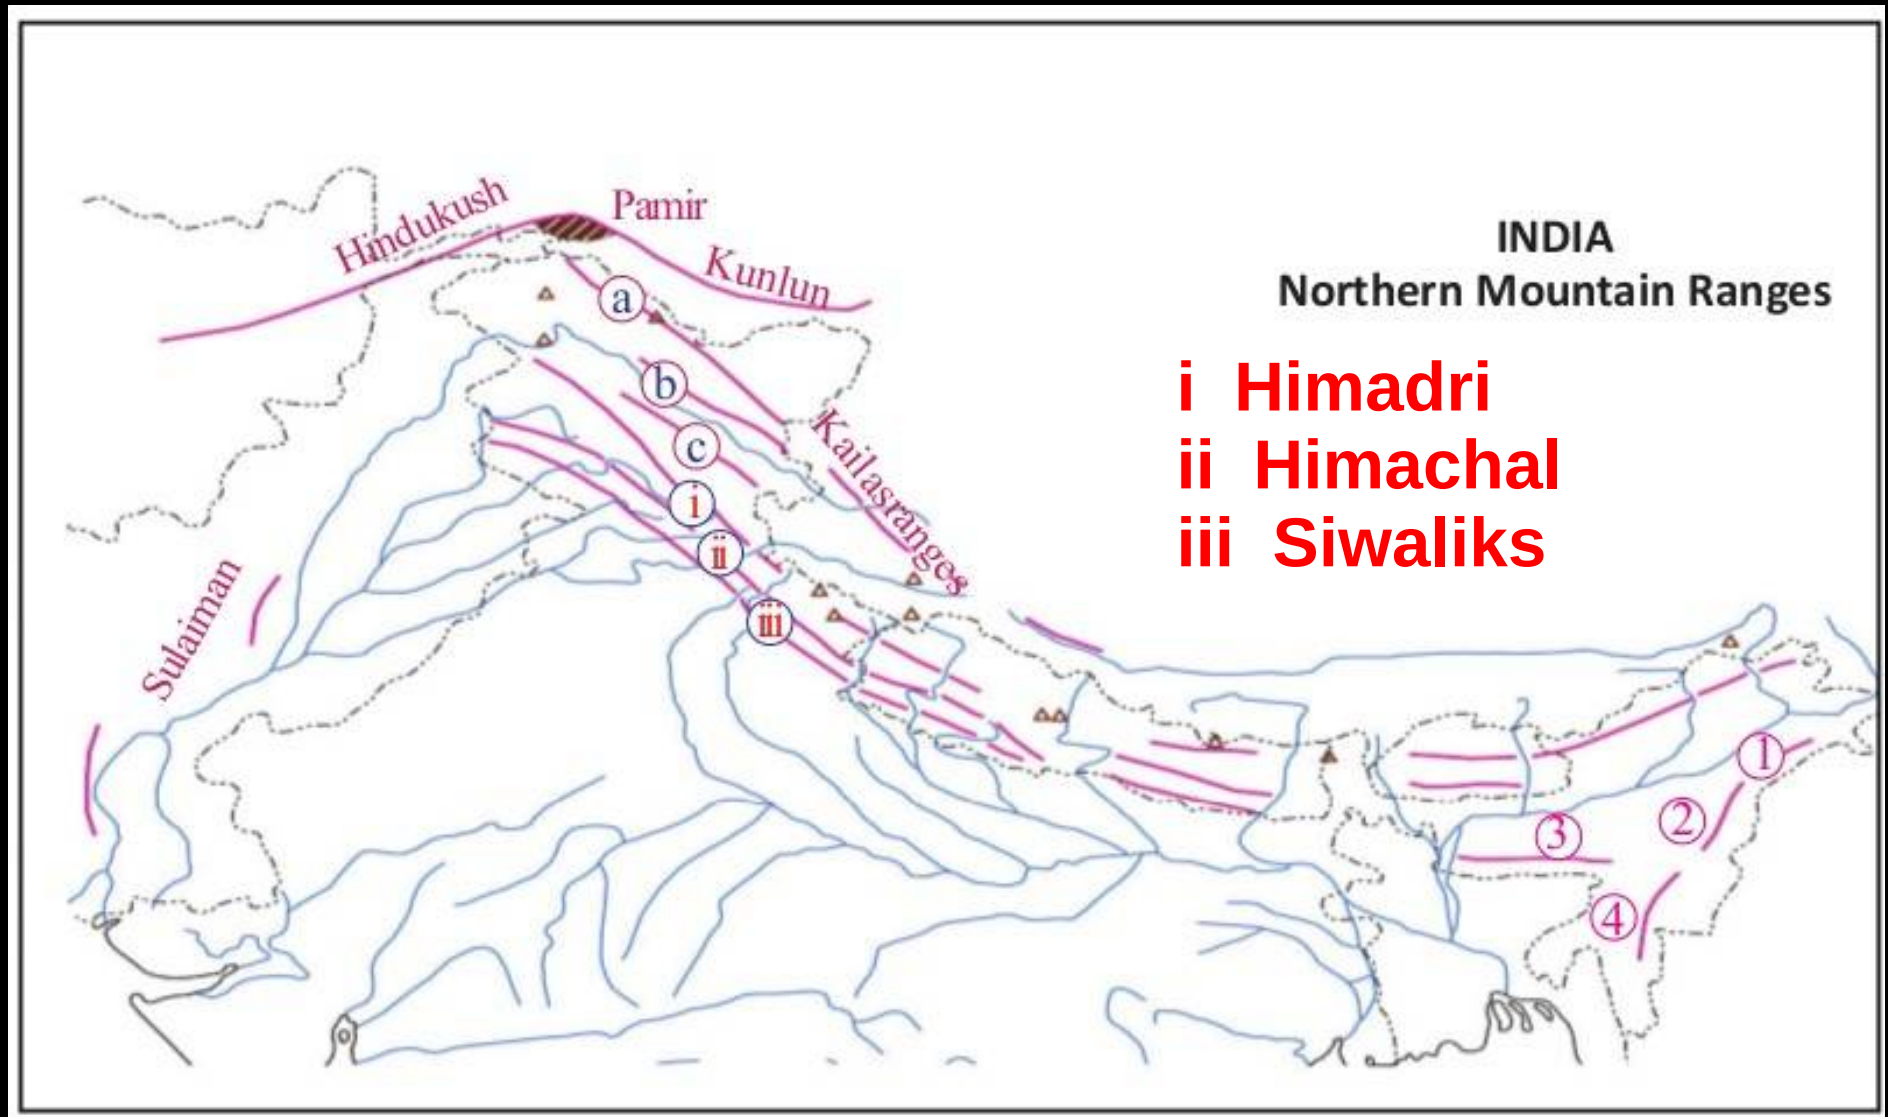 INDIA
Northern Mountain Ranges
i Himadri
ii Himachal
iii Siwaliks
Hindukush
Pamir
Kunlun
a
b
c
Kailasranges
i
ii
iii
Sulaiman
1
2
3
4